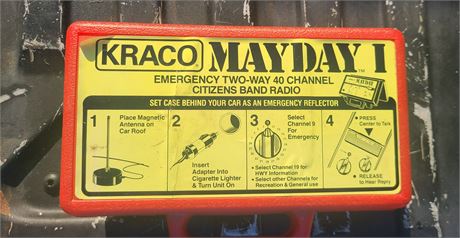 KRACO MAYDAY I
EMERGENCY TWO-WAY 40 CHANNEL
CITIZENS BAND RADIO
SET CASE BEHIND YOUR CAR AS AN EMERGENCY REFLECTOR
1 Place Magnetic
Antenna on
Car Roof
2
Insert
Adapter Into
Cigarette Lighter
& Turn Unit On
3 Select
Channel 9
For
Emergency
• Select Channel 19 for
HWY Information
• Select other Channels for
Recreation & General use
4 • PRESS
Center to Talk
• RELEASE
to Hear Reply